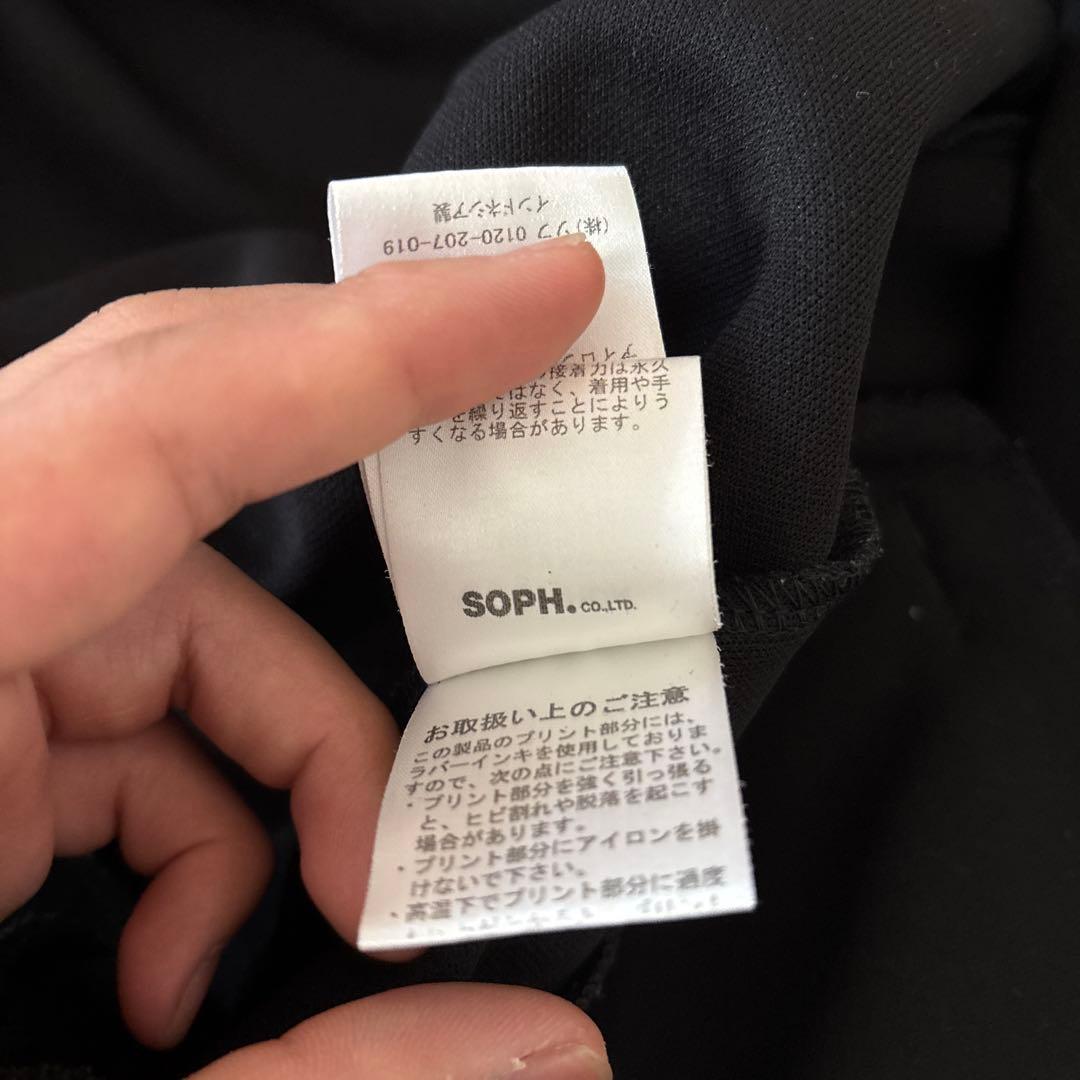 インドネシア製
(株)ソフ 0120-207-019
アイロン
接着力は永久
ではなく、着用や手
を繰り返すことによりう
すくなる場合があります。
SOPH. CO.,LTD.
お取扱い上のご注意
この製品のプリント部分には、
ラバーインキを使用しておりま
すので、次の点にご注意下さい。
・プリント部分を強く引っ張る
と、ヒビ割れや脱落を起こす
場合があります。
・プリント部分にアイロンを掛
けないで下さい。
・高温下でプリント部分に過度